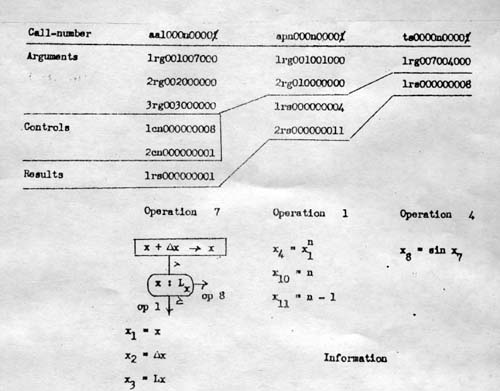 Call-number aal000n0000/ apn000n0000/ ts0000n0000/
Arguments 1rg001007000 1rg001001000 1rg007004000
2rg002000000 2rg010000000 1rs000000008
3rg003000000 1rs000000004
Controls 1cn000000008 2rs000000011
2cn000000001
Results 1rs000000001
Operation 7 Operation 1 Operation 4
x + Δx → x x₄ = x₁ⁿ x₈ = sin x₇
x : Lₓ op 8 x₁₀ = n
op 1 x₁₁ = n - 1
x₁ = x
x₂ = Δx Information
x₃ = Lx